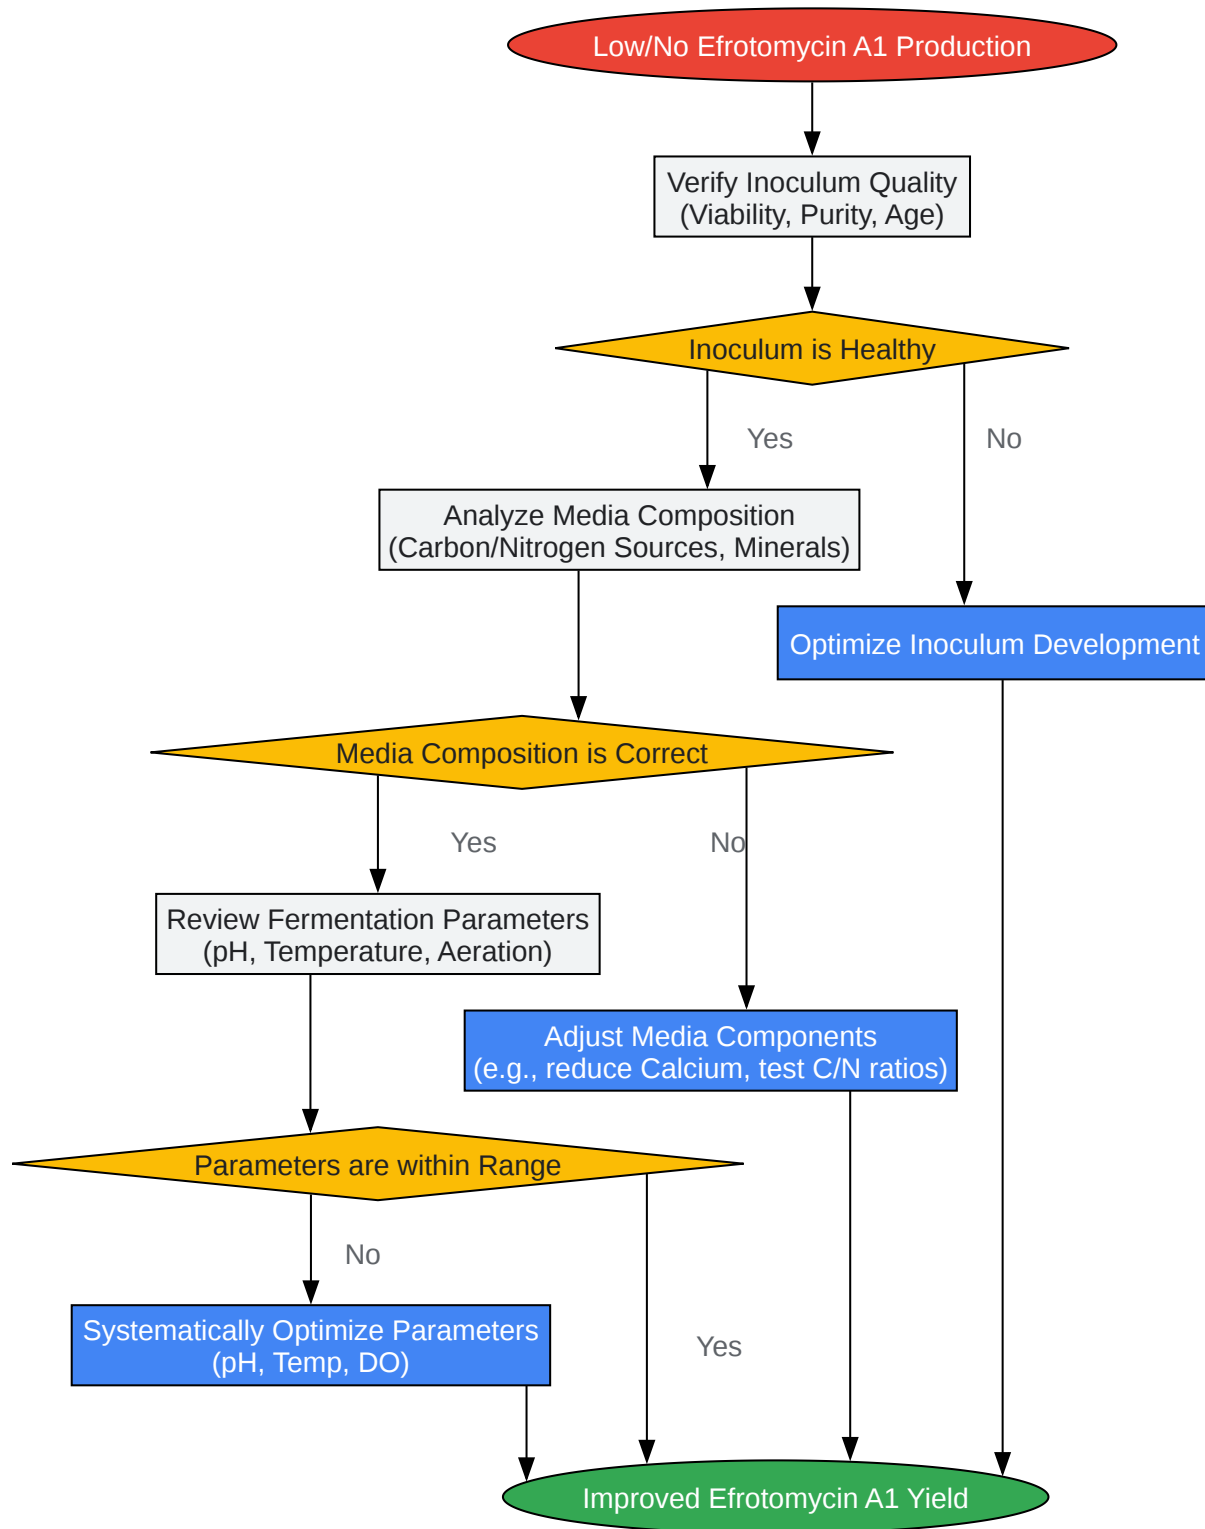 Low/No Efrotomycin A1 Production
Verify Inoculum Quality
(Viability, Purity, Age)
Inoculum is Healthy
Yes
No
Analyze Media Composition
(Carbon/Nitrogen Sources, Minerals)
Optimize Inoculum Development
Media Composition is Correct
Yes
No
Review Fermentation Parameters
(pH, Temperature, Aeration)
Adjust Media Components
(e.g., reduce Calcium, test C/N ratios)
Parameters are within Range
No
Systematically Optimize Parameters
(pH, Temp, DO)
Yes
Improved Efrotomycin A1 Yield